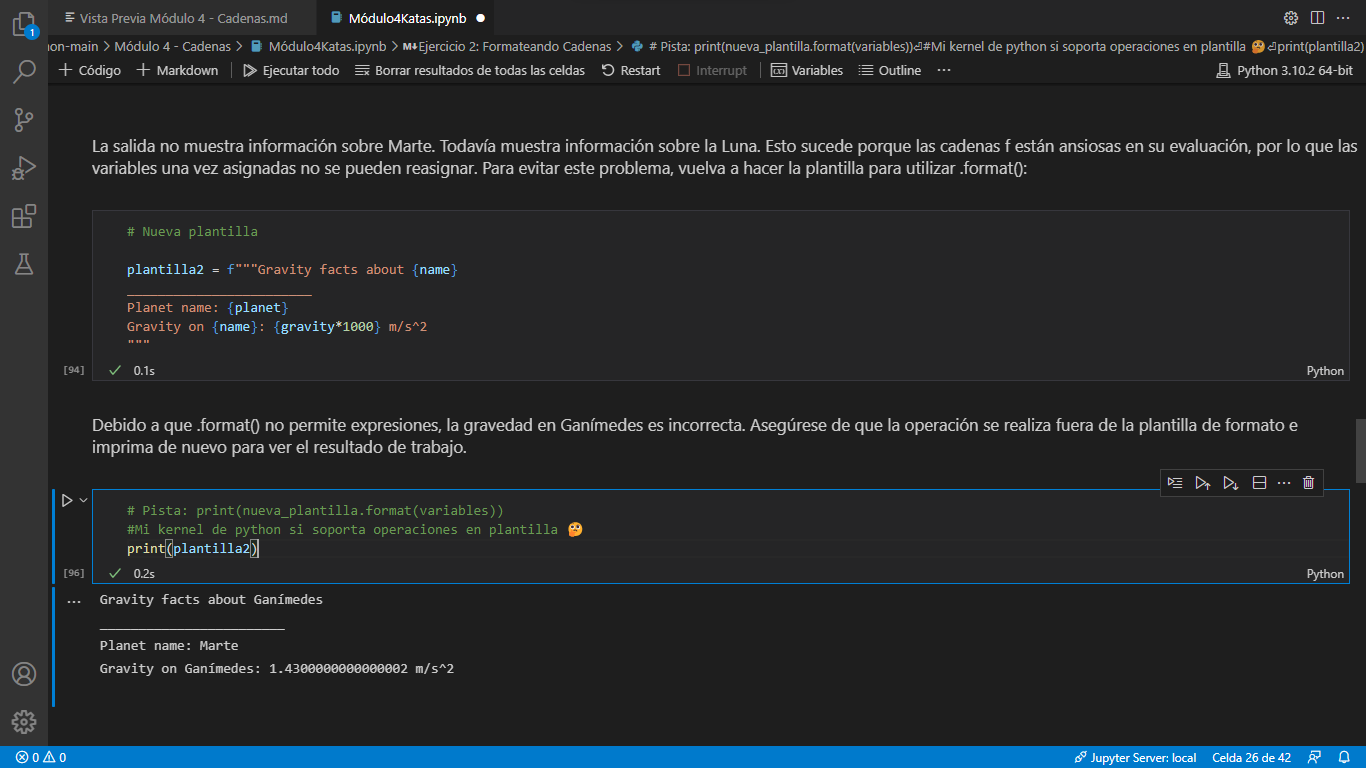 1
Vista Previa Módulo 4 - Cadenas.md
Módulo4Katas.ipynb
on-main > Módulo 4 - Cadenas > Módulo4Katas.ipynb > M↓Ejercicio 2: Formateando Cadenas > # Pista: print(nueva_plantilla.format(variables))⏎#Mi kernel de python si soporta operaciones en plantilla 🤔⏎print(plantilla2)
+ Código + Markdown | Ejecutar todo Borrar resultados de todas las celdas Restart Interrupt | Variables Outline ··· Python 3.10.2 64-bit
La salida no muestra información sobre Marte. Todavía muestra información sobre la Luna. Esto sucede porque las cadenas f están ansiosas en su evaluación, por lo que las
variables una vez asignadas no se pueden reasignar. Para evitar este problema, vuelva a hacer la plantilla para utilizar .format():
# Nueva plantilla
plantilla2 = f"""Gravity facts about {name}
________________________
Planet name: {planet}
Gravity on {name}: {gravity*1000} m/s^2
"""
[94] ✓ 0.1s Python
Debido a que .format() no permite expresiones, la gravedad en Ganímedes es incorrecta. Asegúrese de que la operación se realiza fuera de la plantilla de formato e
imprima de nuevo para ver el resultado de trabajo.
# Pista: print(nueva_plantilla.format(variables))
#Mi kernel de python si soporta operaciones en plantilla 🤔
print(plantilla2)
[96] ✓ 0.2s Python
··· Gravity facts about Ganímedes
________________________
Planet name: Marte
Gravity on Ganímedes: 1.4300000000000002 m/s^2
0 0 Jupyter Server: local Celda 26 de 42